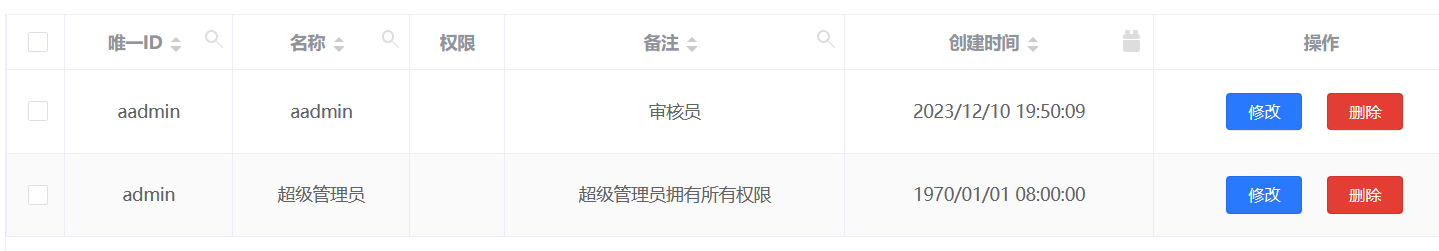 唯一ID 名称 权限 备注 创建时间 操作
aadmin aadmin 审核员 2023/12/10 19:50:09 修改 删除
admin 超级管理员 超级管理员拥有所有权限 1970/01/01 08:00:00 修改 删除